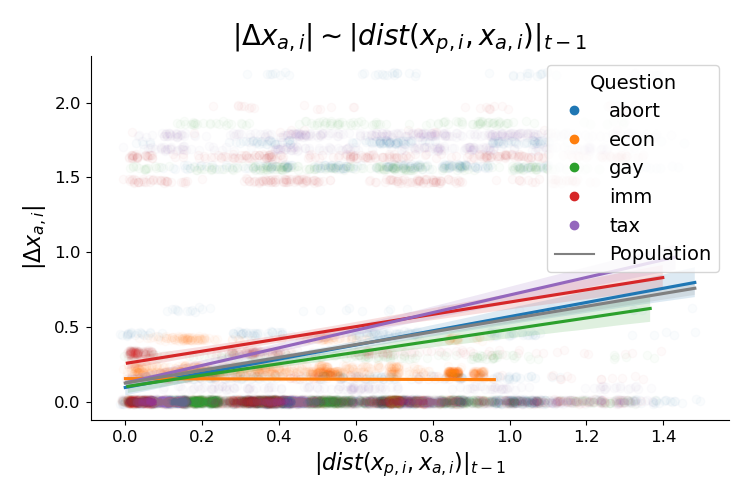 |Δx_{a,i}| ~ |dist(x_{p,i}, x_{a,i})|_{t−1}
Question
abort
econ
gay
imm
tax
Population
|Δx_{a,i}|
2.0
1.5
1.0
0.5
0.0
0.0 0.2 0.4 0.6 0.8 1.0 1.2 1.4
|dist(x_{p,i}, x_{a,i})|_{t−1}